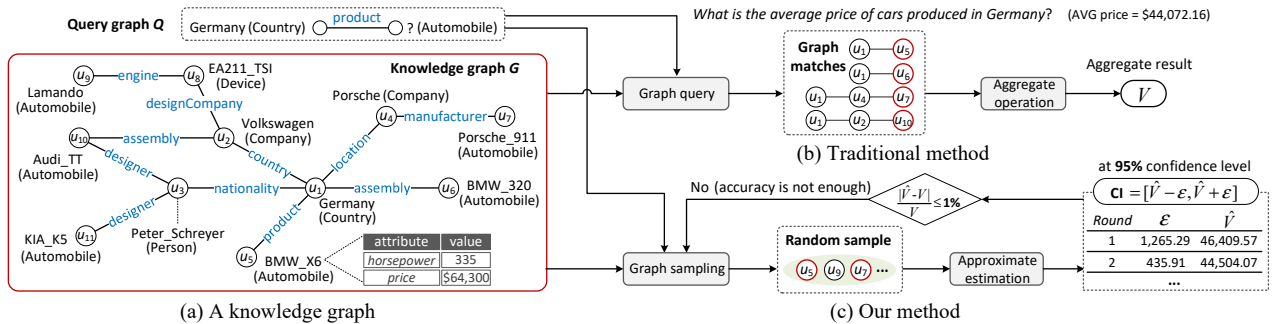 Query graph Q
Germany (Country)
product
? (Automobile)
What is the average price of cars produced in Germany?
(AVG price = $44,072.16)
Knowledge graph G
u9
engine
u8
EA211_TSI
(Device)
Lamando
(Automobile)
designCompany
Porsche (Company)
u4
manufacturer
u7
Porsche_911
(Automobile)
u10
assembly
u2
Volkswagen
(Company)
Audi_TT
(Automobile)
designer
country
location
u3
nationality
u1
assembly
u6
BMW_320
(Automobile)
Germany
(Country)
designer
product
KIA_K5
(Automobile)
u11
Peter_Schreyer
(Person)
u5
BMW_X6
(Automobile)
attribute value
horsepower 335
price $64,300
(a) A knowledge graph
Graph query
Graph
matches
u1 u5
u1 u6
u1 u4 u7
u1 u2 u10
Aggregate
operation
Aggregate result
V
(b) Traditional method
No (accuracy is not enough)
|V̂-V|
V
≤1%
at 95% confidence level
CI = [V̂ − ε, V̂ + ε]
Round ε V̂
1 1,265.29 46,409.57
2 435.91 44,504.07
...
Graph sampling
Random sample
u5 u9 u7 ...
Approximate
estimation
(c) Our method